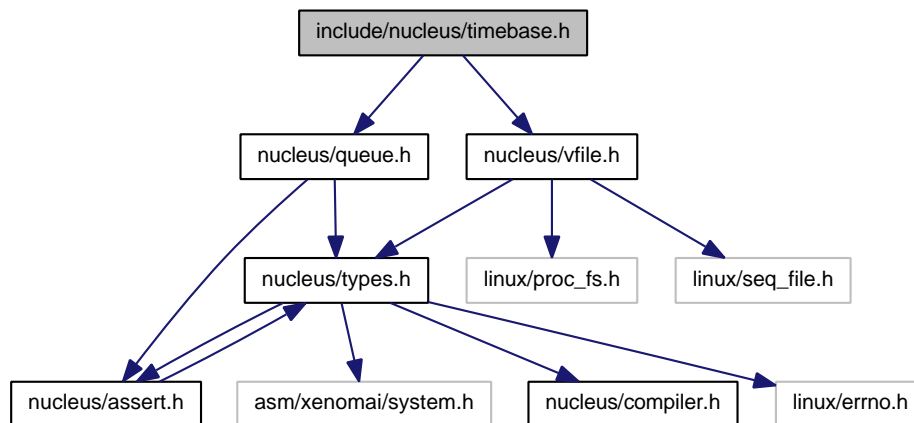 include/nucleus/timebase.h
nucleus/queue.h
nucleus/vfile.h
nucleus/types.h
linux/proc_fs.h
linux/seq_file.h
nucleus/assert.h
asm/xenomai/system.h
nucleus/compiler.h
linux/errno.h